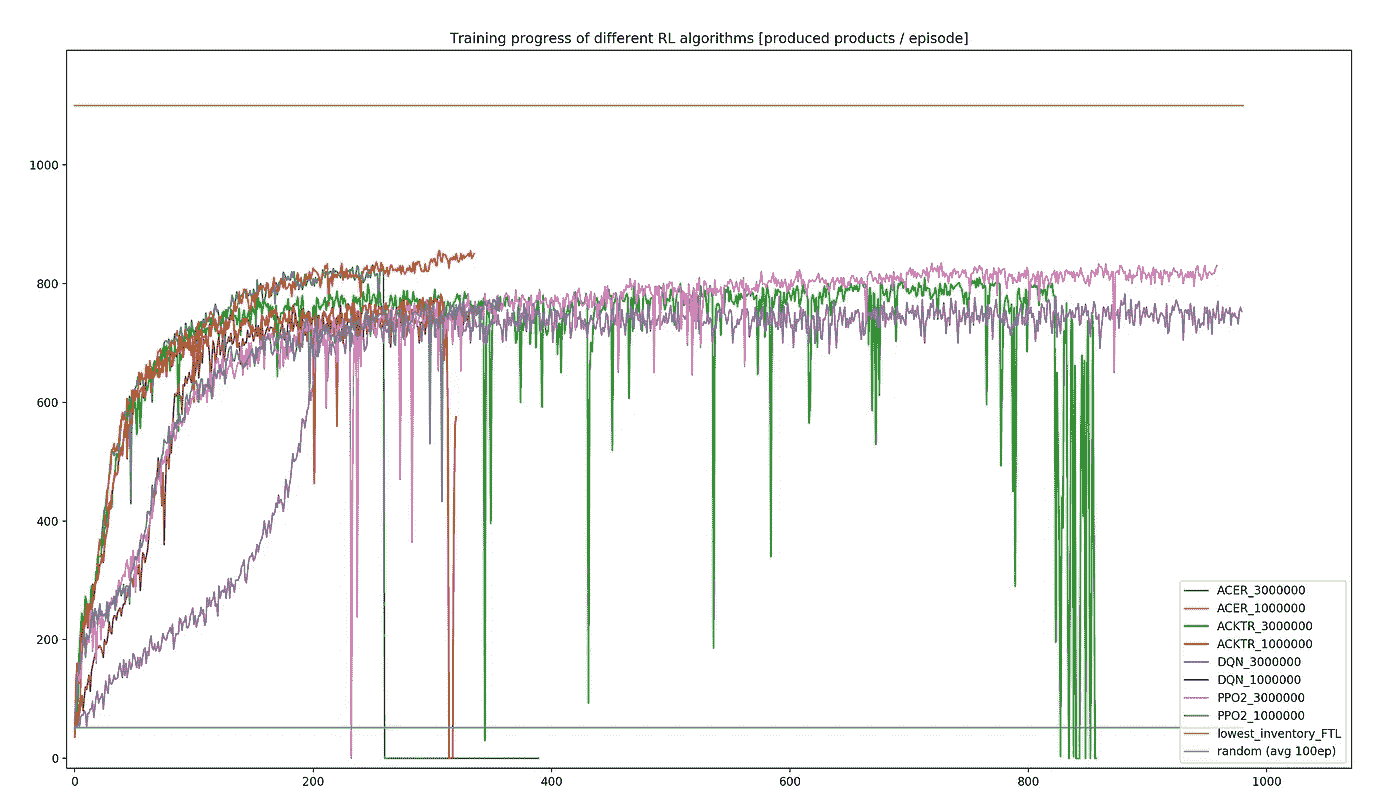 Training progress of different RL algorithms [produced products / episode]
1000
800
600
400
200
0
0 200 400 600 800 1000
ACER_3000000
ACER_1000000
ACKTR_3000000
ACKTR_1000000
DQN_3000000
DQN_1000000
PPO2_3000000
PPO2_1000000
lowest_inventory_FTL
random (avg 100ep)